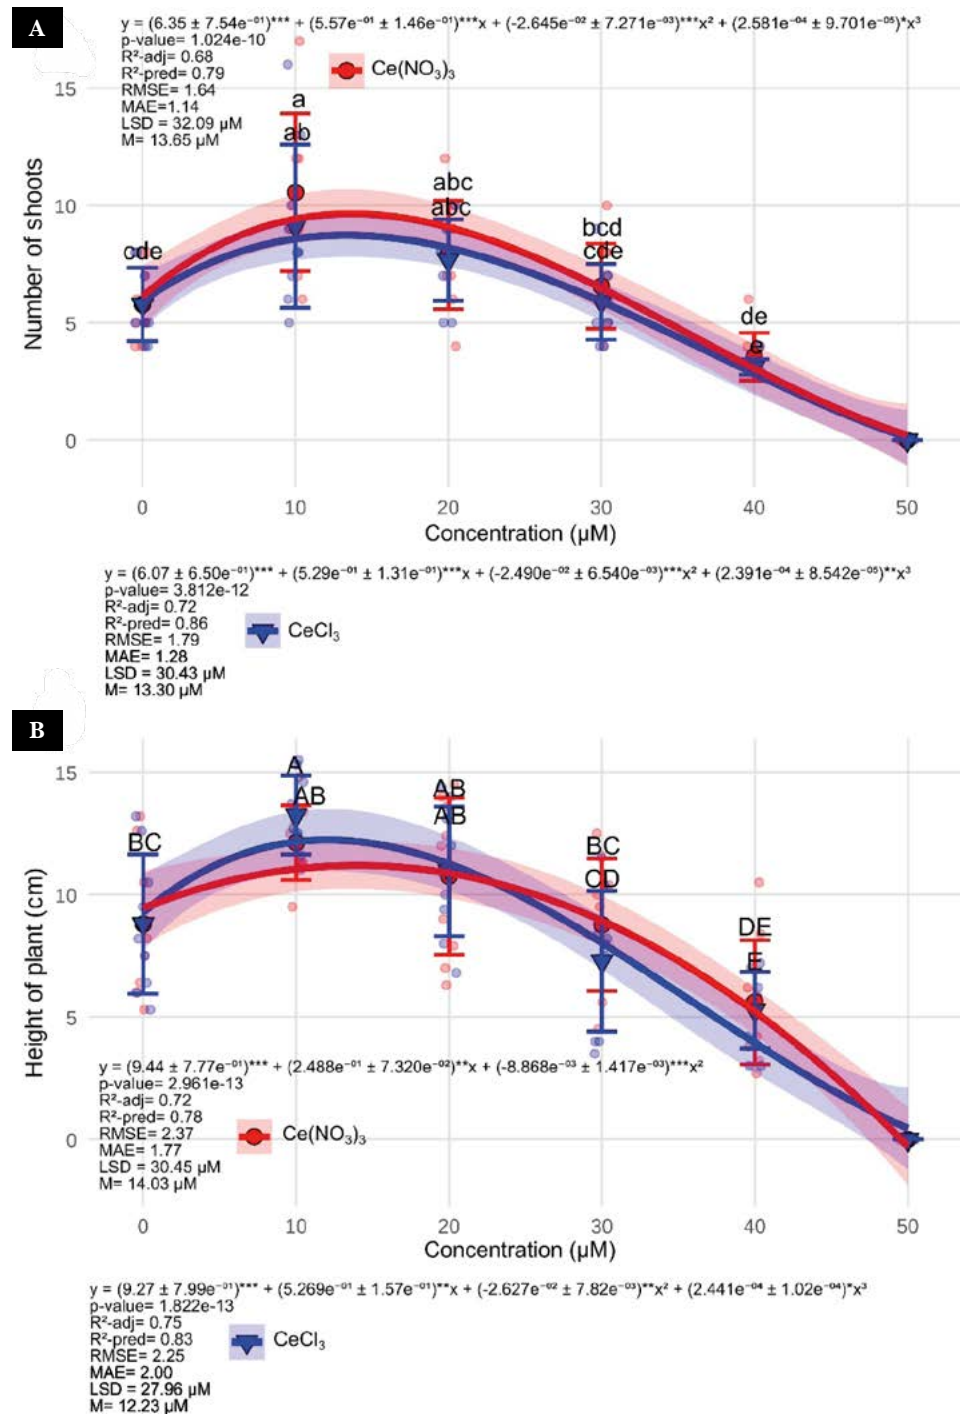 A
y = (6.35 ± 7.54e⁻⁰¹)*** + (5.57e⁻⁰¹ ± 1.46e⁻⁰¹)***x + (-2.645e⁻⁰² ± 7.271e⁻⁰³)***x² + (2.581e⁻⁰⁴ ± 9.701e⁻⁰⁵)*x³
p-value= 1.024e-10
R²-adj= 0.68
R²-pred= 0.79
RMSE= 1.64
MAE=1.14
LSD = 32.09 µM
M= 13.65 µM
Ce(NO₃)₃
Number of shoots
15
10
5
0
cde
a
ab
abc
abc
bcd
cde
de
e
0 10 20 30 40 50
Concentration (µM)
y = (6.07 ± 6.50e⁻⁰¹)*** + (5.29e⁻⁰¹ ± 1.31e⁻⁰¹)***x + (-2.490e⁻⁰² ± 6.540e⁻⁰³)***x² + (2.391e⁻⁰⁴ ± 8.542e⁻⁰⁵)**x³
p-value= 3.812e-12
R²-adj= 0.72
R²-pred= 0.86
RMSE= 1.79
MAE= 1.28
LSD = 30.43 µM
M= 13.30 µM
CeCl₃
B
Height of plant (cm)
15
10
5
0
BC
A
AB
AB
AB
BC
CD
DE
E
y = (9.44 ± 7.77e⁻⁰¹)*** + (2.488e⁻⁰¹ ± 7.320e⁻⁰²)**x + (-8.868e⁻⁰³ ± 1.417e⁻⁰³)***x²
p-value= 2.961e-13
R²-adj= 0.72
R²-pred= 0.78
RMSE= 2.37
MAE= 1.77
LSD = 30.45 µM
M= 14.03 µM
Ce(NO₃)₃
0 10 20 30 40 50
Concentration (µM)
y = (9.27 ± 7.99e⁻⁰¹)*** + (5.269e⁻⁰¹ ± 1.57e⁻⁰¹)**x + (-2.627e⁻⁰² ± 7.82e⁻⁰³)**x² + (2.441e⁻⁰⁴ ± 1.02e⁻⁰⁴)*x³
p-value= 1.822e-13
R²-adj= 0.75
R²-pred= 0.83
RMSE= 2.25
MAE= 2.00
LSD = 27.96 µM
M= 12.23 µM
CeCl₃